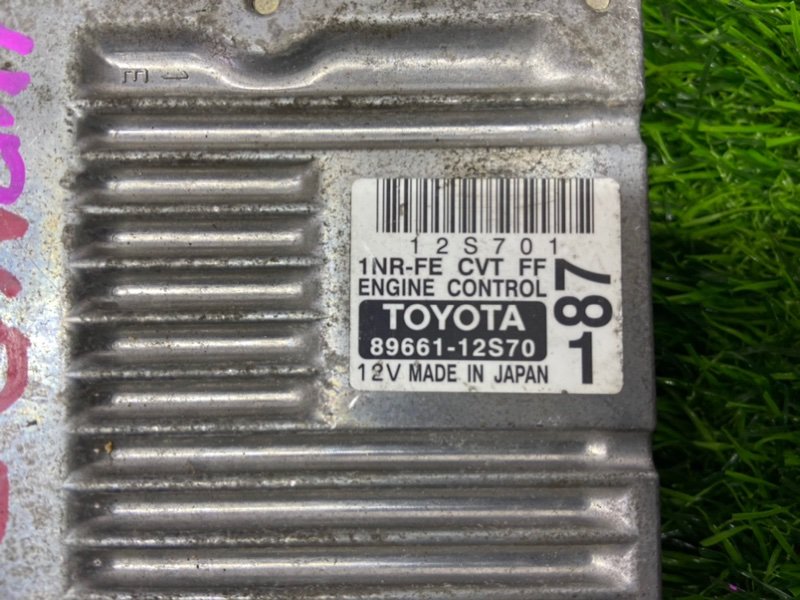 12S701
1NR-FE CVT FF
ENGINE CONTROL
TOYOTA
89661-12S70
12V MADE IN JAPAN
187